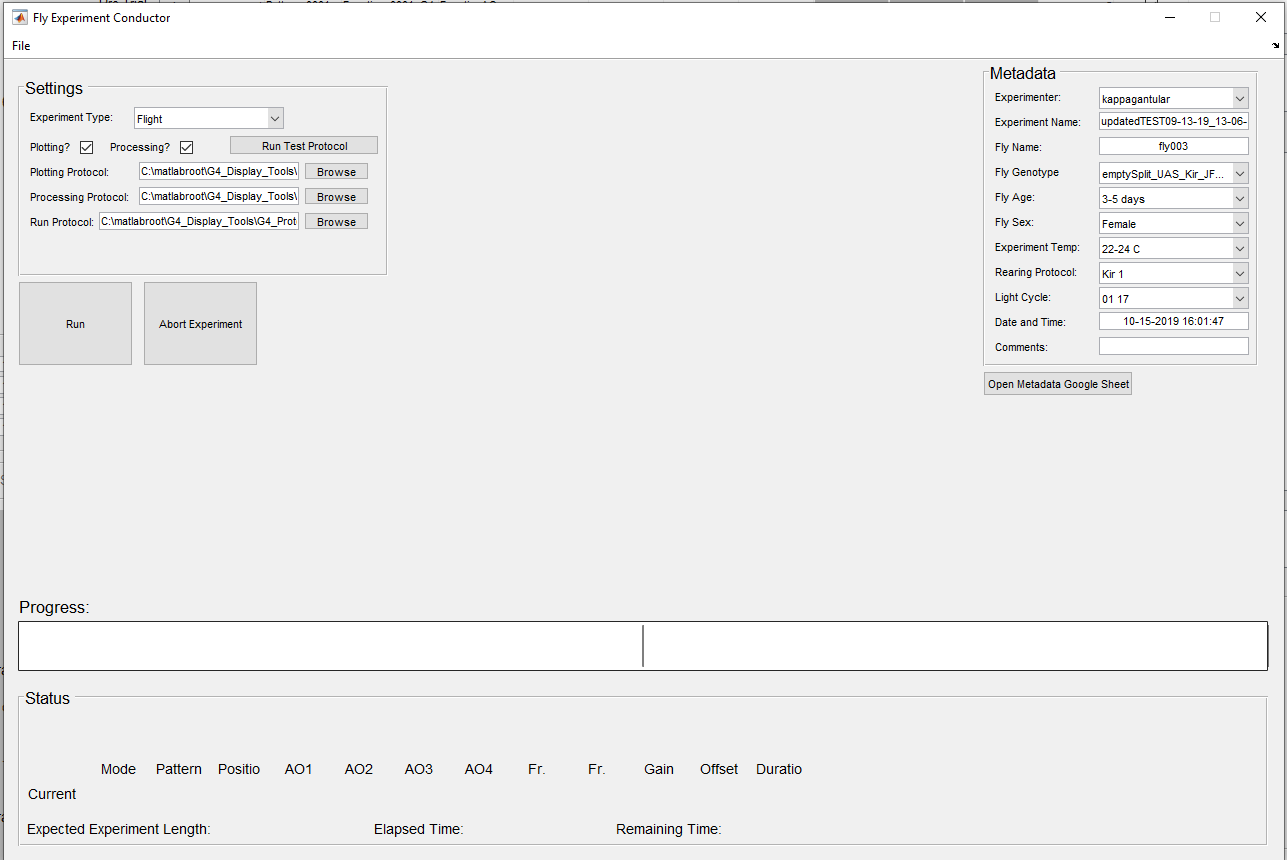 Fly Experiment Conductor
File
Settings
Experiment Type: Flight
Plotting? Processing? Run Test Protocol
Plotting Protocol: C:\matlabroot\G4_Display_Tools\ Browse
Processing Protocol: C:\matlabroot\G4_Display_Tools\ Browse
Run Protocol: C:\matlabroot\G4_Display_Tools\G4_Prot Browse
Run Abort Experiment
Metadata
Experimenter: kappagantular
Experiment Name: updatedTEST09-13-19_13-06-
Fly Name: fly003
Fly Genotype emptySplit_UAS_Kir_JF...
Fly Age: 3-5 days
Fly Sex: Female
Experiment Temp: 22-24 C
Rearing Protocol: Kir 1
Light Cycle: 01 17
Date and Time: 10-15-2019 16:01:47
Comments:
Open Metadata Google Sheet
Progress:
Status
Mode Pattern Positio AO1 AO2 AO3 AO4 Fr. Fr. Gain Offset Duratio
Current
Expected Experiment Length: Elapsed Time: Remaining Time: